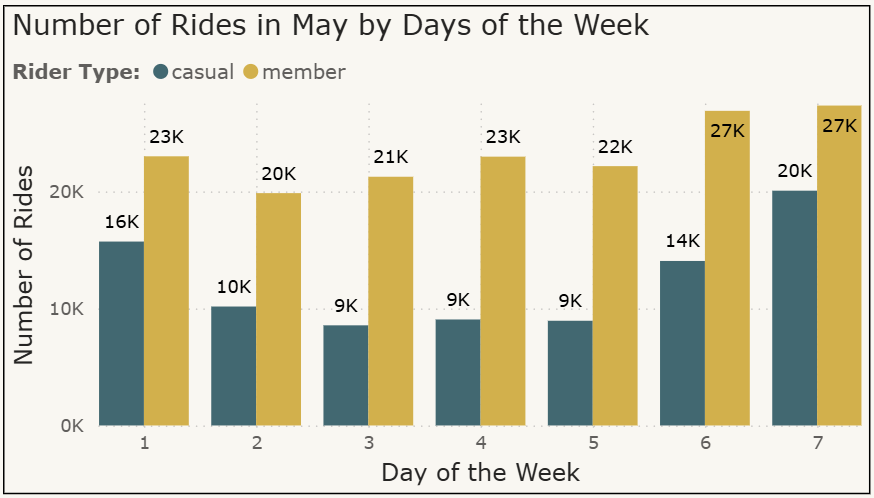 Number of Rides in May by Days of the Week
Rider Type: casual member
Number of Rides
20K
10K
0K
16K 23K
10K 20K
9K 21K
9K 23K
9K 22K
14K 27K
20K 27K
1 2 3 4 5 6 7
Day of the Week